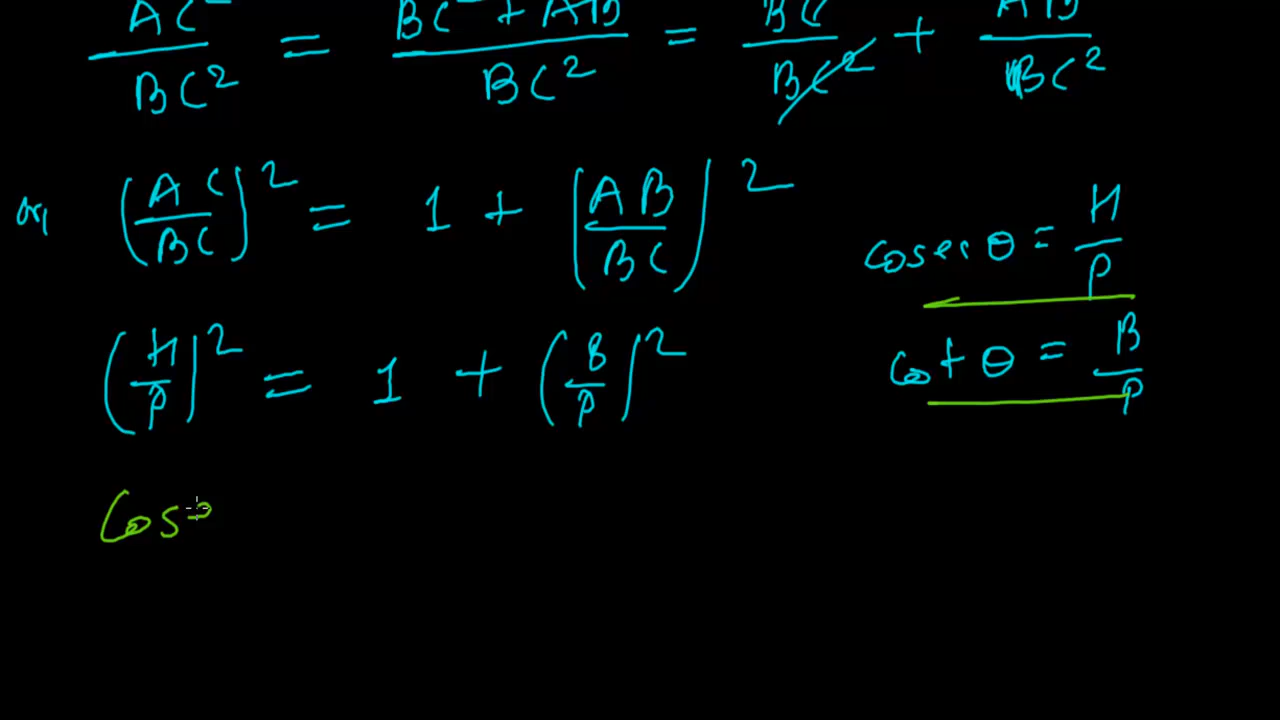 AC²/BC² = BC² + AB²/BC² = BC²/BC² + AB²/BC²
or, (AC/BC)² = 1 + (AB/BC)²
cosec θ = H/P
(H/P)² = 1 + (B/P)²
cot θ = B/P
Cose